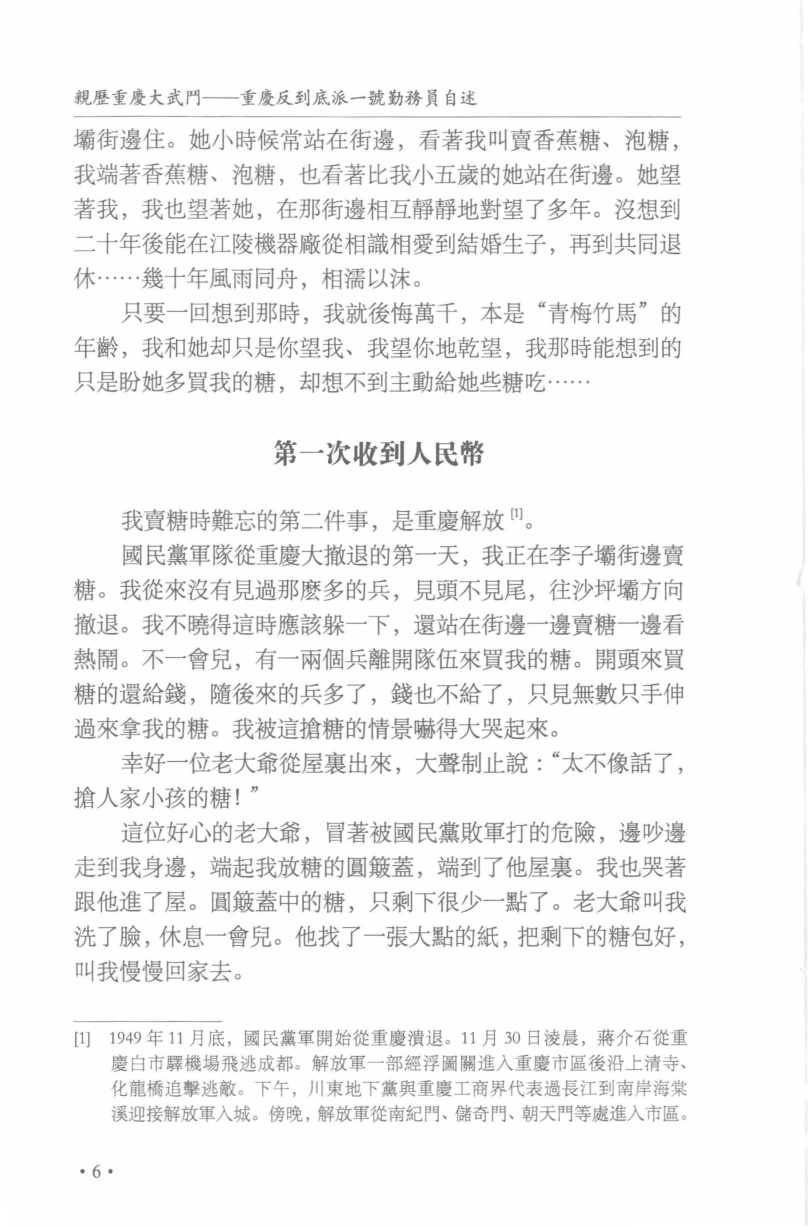 親歷重慶大武鬥——重慶反到底派一號勤務員自述
壩街邊住。她小時候常站在街邊，看著我叫賣香蕉糖、泡糖，
我端著香蕉糖、泡糖，也看著比我小五歲的她站在街邊。她望
著我，我也望著她，在那街邊相互靜靜地對望了多年。沒想到
二十年後能在江陵機器廠從相識相愛到結婚生子，再到共同退
休……幾十年風雨同舟，相濡以沫。
只要一回想到那時，我就後悔萬千，本是“青梅竹馬”的
年齡，我和她却只是你望我、我望你地乾望，我那時能想到的
只是盼她多買我的糖，却想不到主動給她些糖吃……
第一次收到人民幣
我賣糖時難忘的第二件事，是重慶解放[1]。
國民黨軍隊從重慶大撤退的第一天，我正在李子壩街邊賣
糖。我從來沒有見過那麽多的兵，見頭不見尾，往沙坪壩方向
撤退。我不曉得這時應該躲一下，還站在街邊一邊賣糖一邊看
熱鬧。不一會兒，有一兩個兵離開隊伍來買我的糖。開頭來買
糖的還給錢，隨後來的兵多了，錢也不給了，只見無數只手伸
過來拿我的糖。我被這搶糖的情景嚇得大哭起來。
幸好一位老大爺從屋裏出來，大聲制止說：“太不像話了，
搶人家小孩的糖！”
這位好心的老大爺，冒著被國民黨敗軍打的危險，邊吵邊
走到我身邊，端起我放糖的圓簸蓋，端到了他屋裏。我也哭著
跟他進了屋。圓簸蓋中的糖，只剩下很少一點了。老大爺叫我
洗了臉，休息一會兒。他找了一張大點的紙，把剩下的糖包好，
叫我慢慢回家去。
[1] 1949年11月底，國民黨軍開始從重慶潰退。11月30日淩晨，蔣介石從重
慶白市驛機場飛逃成都。解放軍一部經浮圖關進入重慶市區後沿上清寺、
化龍橋追擊逃敵。下午，川東地下黨與重慶工商界代表過長江到南岸海棠
溪迎接解放軍入城。傍晚，解放軍從南紀門、儲奇門、朝天門等處進入市區。
·6·